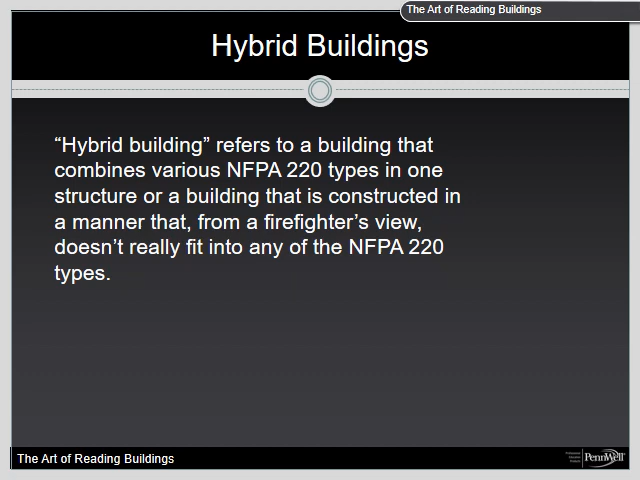 The Art of Reading Buildings
Hybrid Buildings
“Hybrid building” refers to a building that
combines various NFPA 220 types in one
structure or a building that is constructed in
a manner that, from a firefighter’s view,
doesn’t really fit into any of the NFPA 220
types.
The Art of Reading Buildings
PennWell